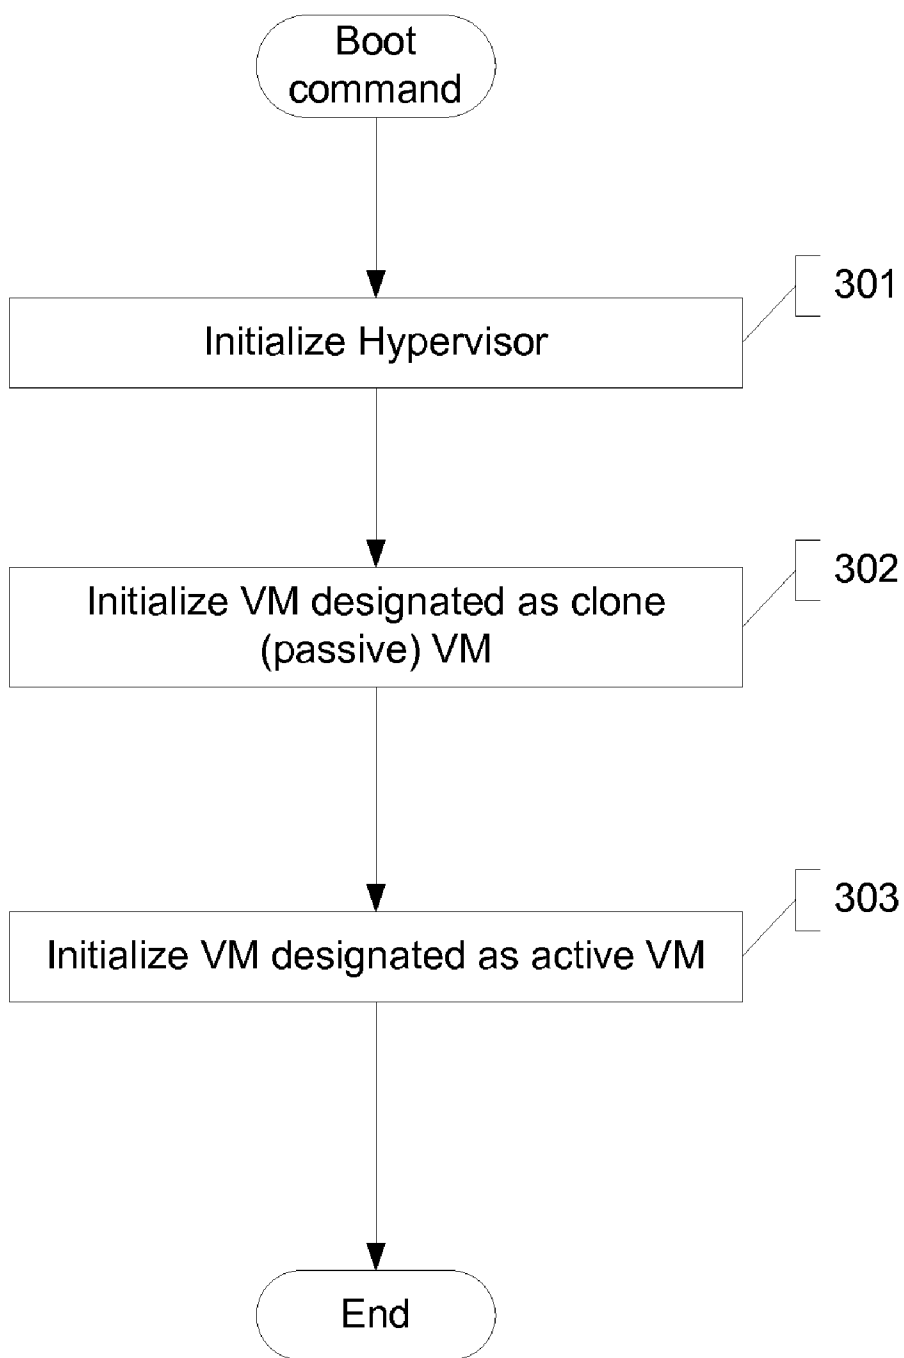 Boot
command
301
Initialize Hypervisor
302
Initialize VM designated as clone
(passive) VM
303
Initialize VM designated as active VM
End